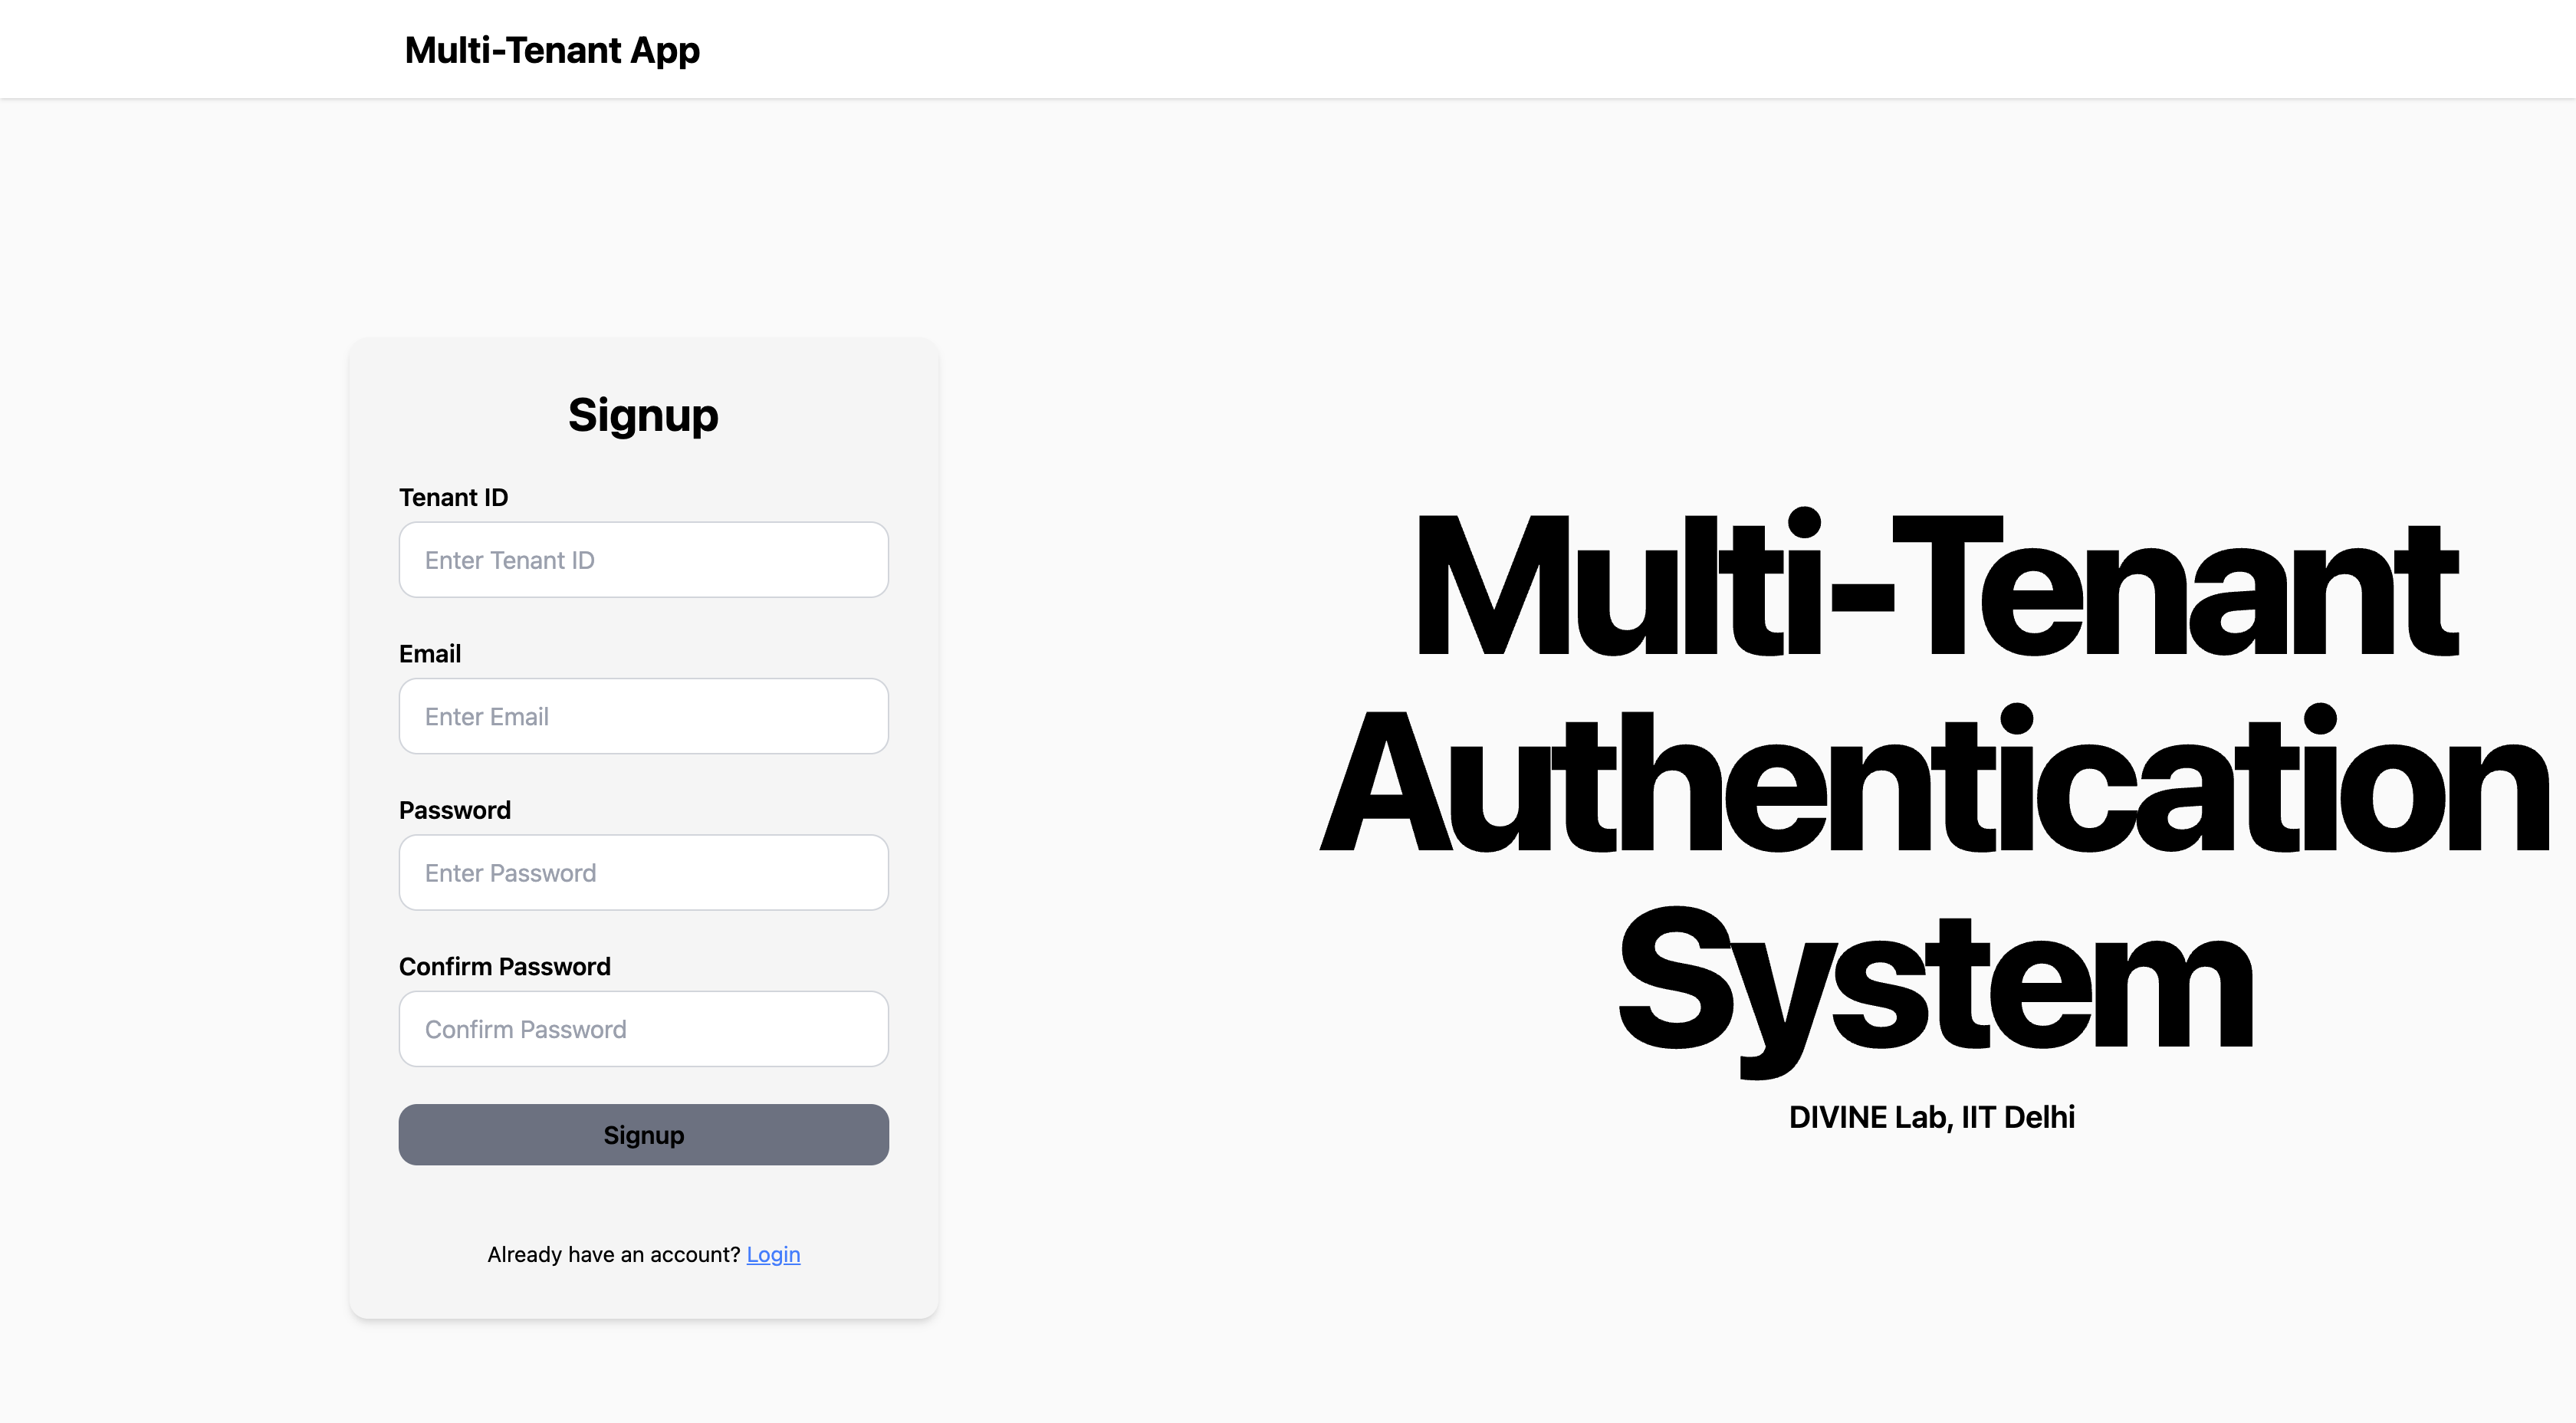 Multi-Tenant App
Signup
Tenant ID
Enter Tenant ID
Email
Enter Email
Password
Enter Password
Confirm Password
Confirm Password
Signup
Already have an account? Login
Multi-Tenant
Authentication
System
DIVINE Lab, IIT Delhi